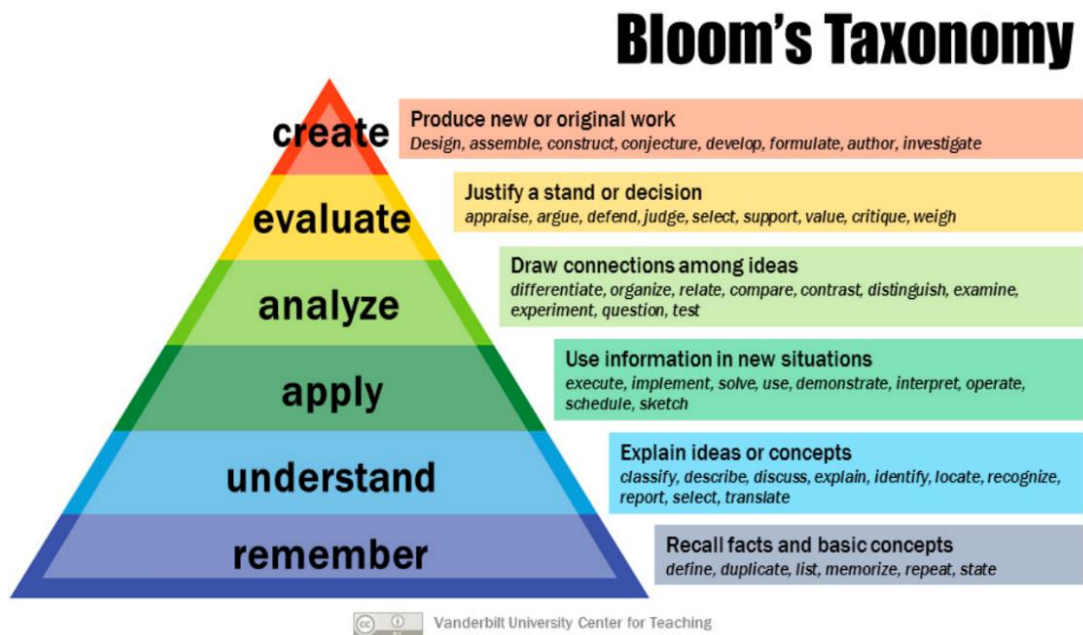 Bloom's Taxonomy
create
Produce new or original work
Design, assemble, construct, conjecture, develop, formulate, author, investigate
evaluate
Justify a stand or decision
appraise, argue, defend, judge, select, support, value, critique, weigh
analyze
Draw connections among ideas
differentiate, organize, relate, compare, contrast, distinguish, examine,
experiment, question, test
apply
Use information in new situations
execute, implement, solve, use, demonstrate, interpret, operate,
schedule, sketch
understand
Explain ideas or concepts
classify, describe, discuss, explain, identify, locate, recognize,
report, select, translate
remember
Recall facts and basic concepts
define, duplicate, list, memorize, repeat, state
cc
Vanderbilt University Center for Teaching